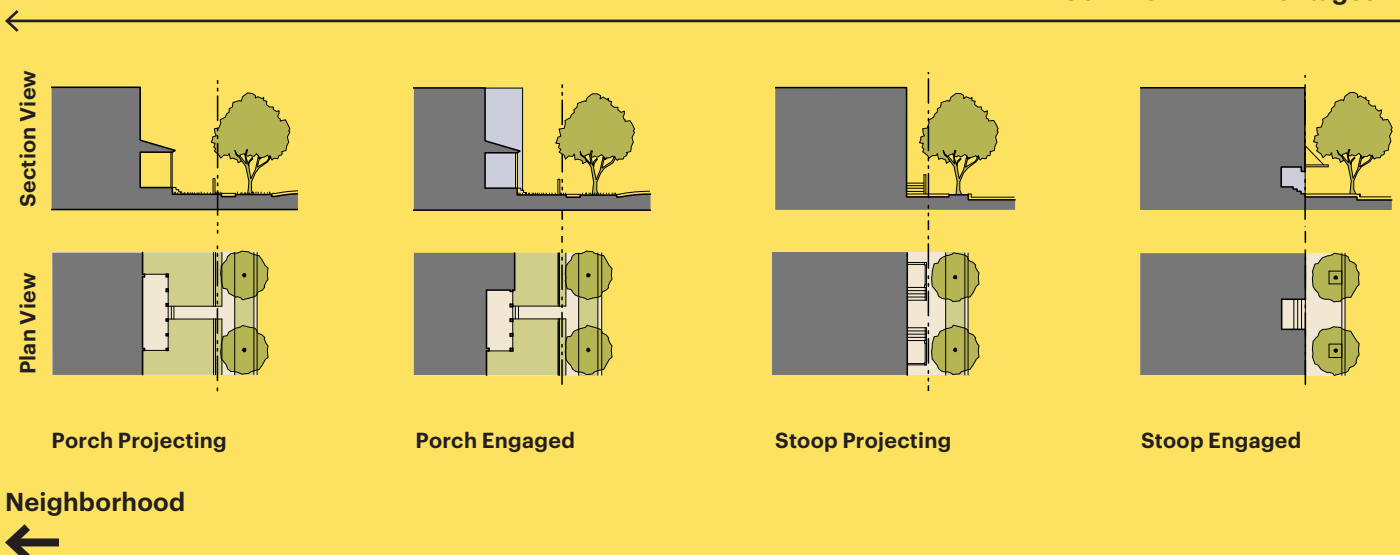 Section View
Plan View
Porch Projecting
Porch Engaged
Stoop Projecting
Stoop Engaged
Neighborhood